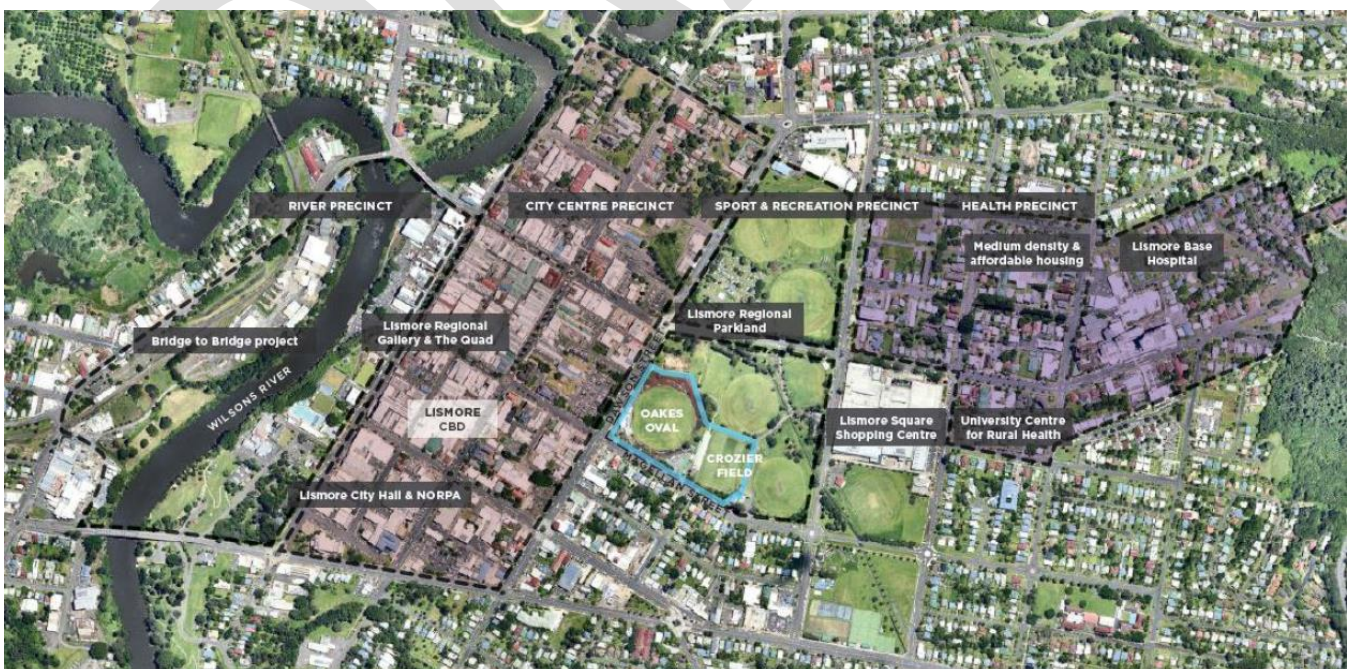 RIVER PRECINCT
CITY CENTRE PRECINCT
SPORT & RECREATION PRECINCT
HEALTH PRECINCT
Medium density &
affordable housing
Lismore Base
Hospital
Bridge to Bridge project
Lismore Regional
Gallery & The Quad
Lismore Regional
Parkland
WILSONS RIVER
LISMORE
CBD
OAKES
OVAL
CROZIER
FIELD
Lismore Square
Shopping Centre
University Centre
for Rural Health
Lismore City Hall & NORPA